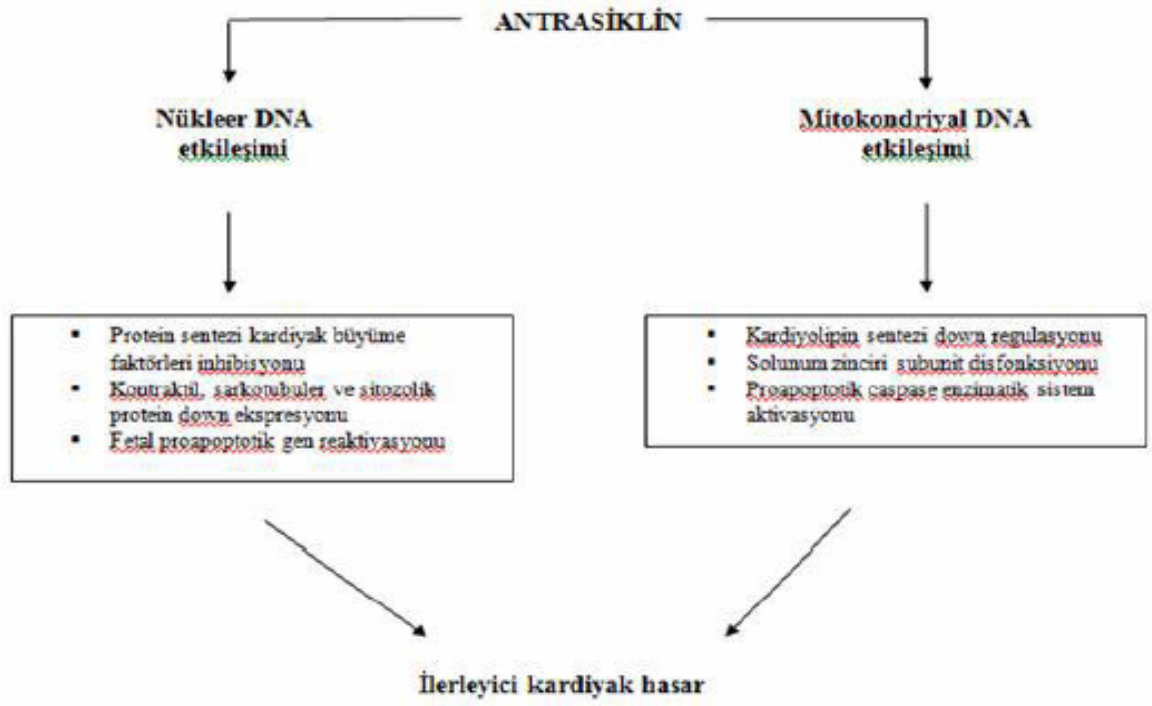 ANTRASİKLİN
Nükleer DNA
etkileşimi
Mitokondriyal DNA
etkileşimi
▪ Protein sentezi kardiyak büyüme
faktörleri inhibisyonu
▪ Kontraktil, sarkotubuler ve sitozolik
protein down ekspresyonu
▪ Fetal proapoptotik gen reaktivasyonu
▪ Kardiyolipin sentezi down regulasyonu
▪ Solunum zinciri subunit disfonksiyonu
▪ Proapoptotik caspase enzimatik sistem
aktivasyonu
İlerleyici kardiyak hasar